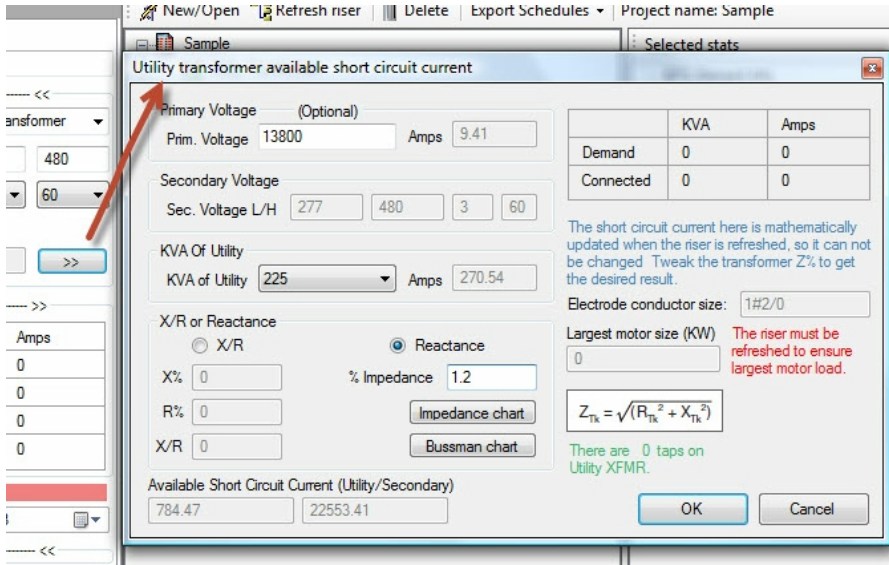 New/Open Refresh riser Delete Export Schedules Project name: Sample
Sample
Selected stats
Utility transformer available short circuit current
------ <<
ansformer
480
60
>>
------ >>
Amps
0
0
0
0
------- <<
Primary Voltage (Optional)
Prim. Voltage 13800 Amps 9.41
Secondary Voltage
Sec. Voltage L/H 277 480 3 60
KVA Of Utility
KVA of Utility 225 Amps 270.54
X/R or Reactance
X/R Reactance
X% 0 % Impedance 1.2
R% 0 Impedance chart
X/R 0 Bussman chart
Available Short Circuit Current (Utility/Secondary)
784.47 22553.41
KVA Amps
Demand 0 0
Connected 0 0
The short circuit current here is mathematically
updated when the riser is refreshed, so it can not
be changed Tweak the transformer Z% to get
the desired result.
Electrode conductor size: 1#2/0
Largest motor size (KW)
0
The riser must be
refreshed to ensure
largest motor load.
Z_Tk = √(R_Tk² + X_Tk²)
There are 0 taps on
Utility XFMR.
OK Cancel